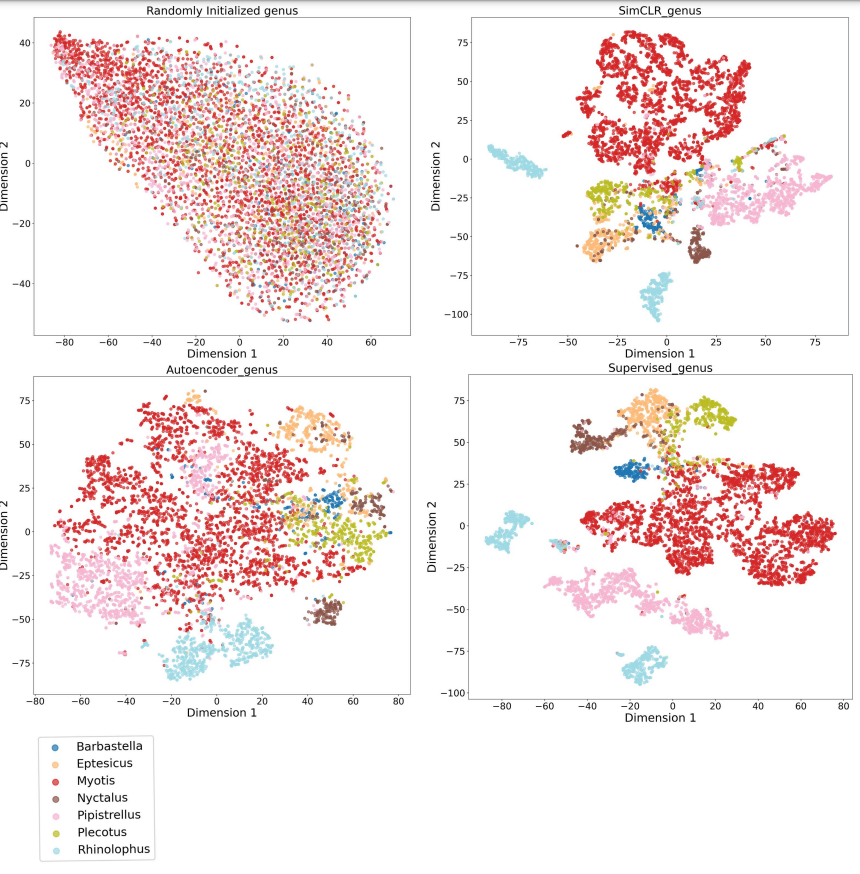 Randomly Initialized genus
40
20
0
−20
−40
Dimension 2
−80 −60 −40 −20 0 20 40 60
Dimension 1
SimCLR_genus
75
50
25
0
−25
−50
−75
−100
Dimension 2
−75 −50 −25 0 25 50 75
Dimension 1
Autoencoder_genus
75
50
25
0
−25
−50
−75
Dimension 2
−80 −60 −40 −20 0 20 40 60 80
Dimension 1
Supervised_genus
75
50
25
0
−25
−50
−75
−100
Dimension 2
−80 −60 −40 −20 0 20 40 60 80
Dimension 1
Barbastella
Eptesicus
Myotis
Nyctalus
Pipistrellus
Plecotus
Rhinolophus